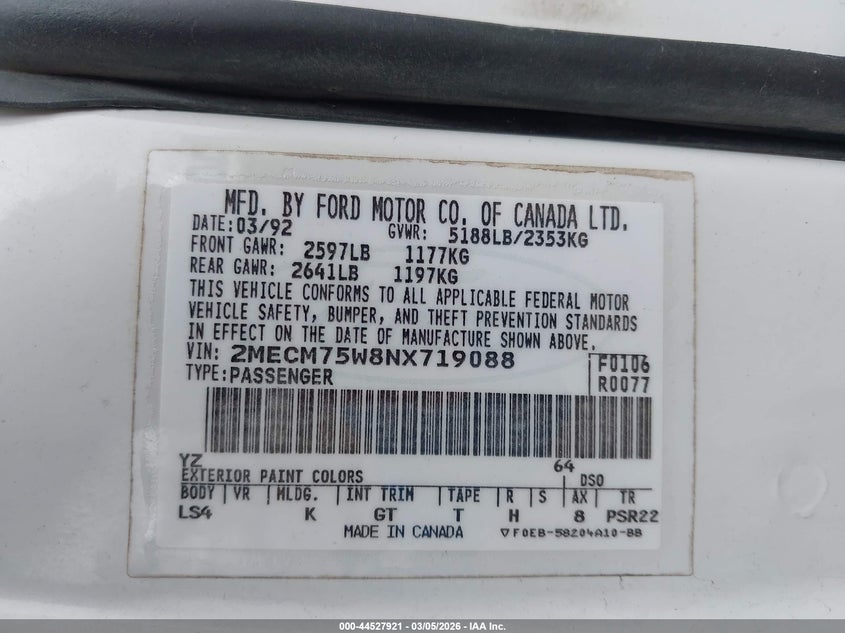 MFD. BY FORD MOTOR CO. OF CANADA LTD.
DATE: 03/92 GVWR: 5188LB/2353KG
FRONT GAWR: 2597LB 1177KG
REAR GAWR: 2641LB 1197KG
THIS VEHICLE CONFORMS TO ALL APPLICABLE FEDERAL MOTOR
VEHICLE SAFETY, BUMPER, AND THEFT PREVENTION STANDARDS
IN EFFECT ON THE DATE OF MANUFACTURE SHOWN ABOVE.
VIN: 2MECM75W8NX719088 F0106
TYPE: PASSENGER R0077
YZ 64
EXTERIOR PAINT COLORS DSO
BODY VR MLDG. INT TRIM TAPE R S AX TR
LS4 K GT T H 8 PSR22
MADE IN CANADA ▽F0EB-58204A10-BB
000-44527921 | 03/05/2026 - IAA Inc.